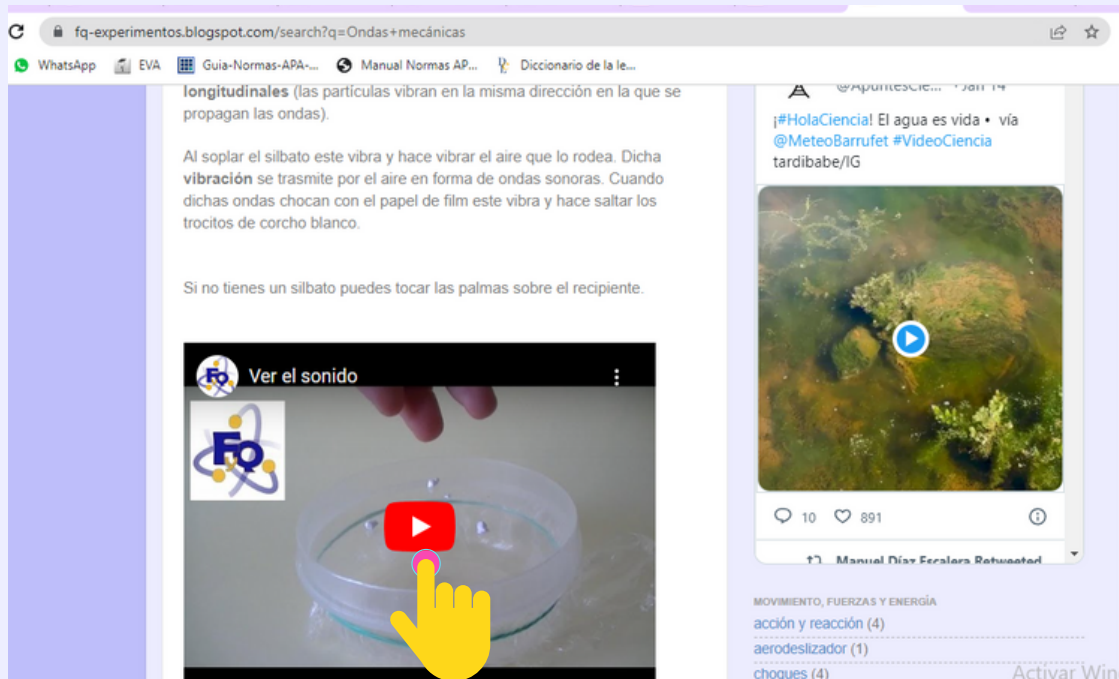 fq-experimentos.blogspot.com/search?q=Ondas+mecánicas
WhatsApp EVA Guia-Normas-APA-... Manual Normas AP... Diccionario de la le...
longitudinales (las partículas vibran en la misma dirección en la que se
propagan las ondas).
Al soplar el silbato este vibra y hace vibrar el aire que lo rodea. Dicha
vibración se trasmite por el aire en forma de ondas sonoras. Cuando
dichas ondas chocan con el papel de film este vibra y hace saltar los
trocitos de corcho blanco.
Si no tienes un silbato puedes tocar las palmas sobre el recipiente.
FQ Ver el sonido
FQ
@ApuntesCie... · Jan 14
¡#HolaCiencia! El agua es vida • vía
@MeteoBarrufet #VideoCiencia
tardibabe/IG
10 891
Manuel Díaz Escalera Retweeted
MOVIMIENTO, FUERZAS Y ENERGÍA
acción y reacción (4)
aerodeslizador (1)
choques (4)
Activar Win